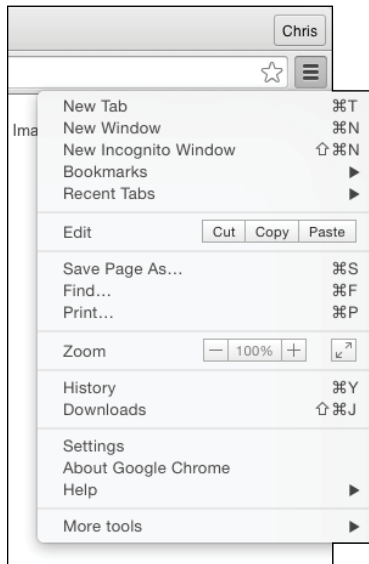 Chris
Ima
New Tab ⌘T
New Window ⌘N
New Incognito Window ⇧⌘N
Bookmarks ▶
Recent Tabs ▶
Edit Cut Copy Paste
Save Page As... ⌘S
Find... ⌘F
Print... ⌘P
Zoom — 100% +
History ⌘Y
Downloads ⇧⌘J
Settings
About Google Chrome
Help ▶
More tools ▶